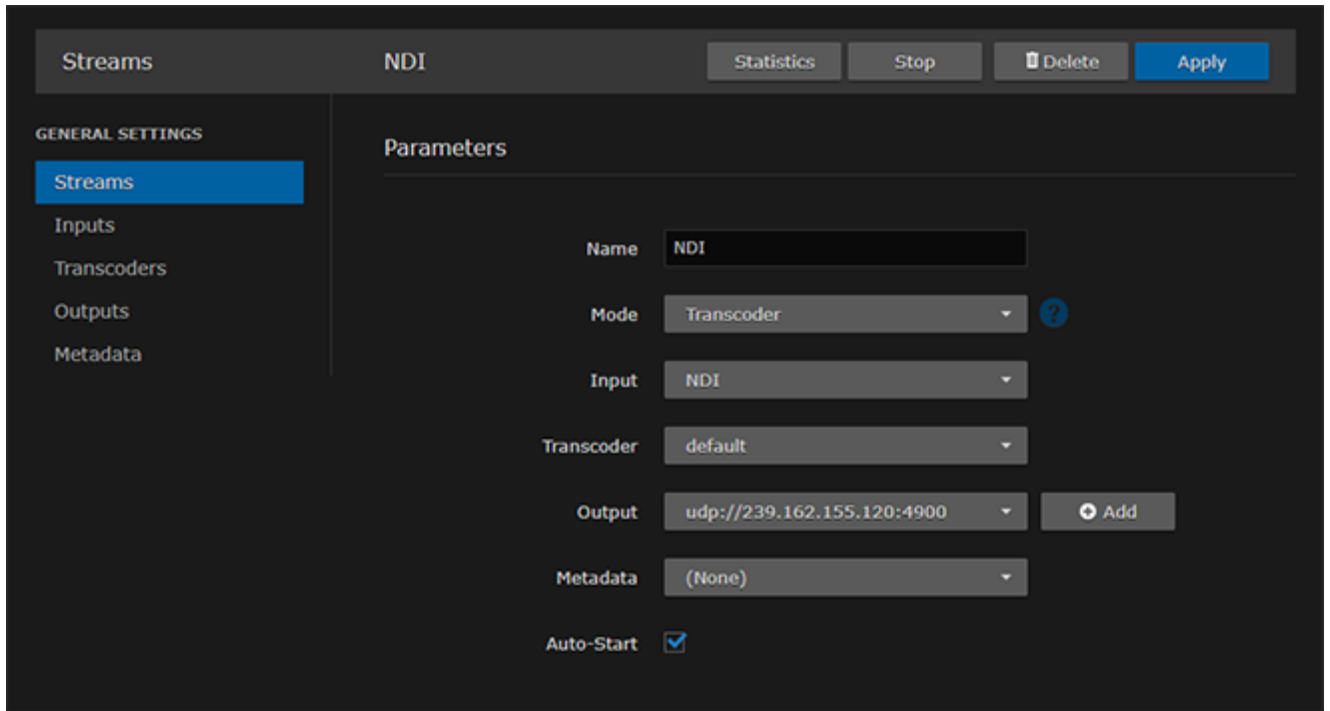 Streams
NDI
Statistics
Stop
Delete
Apply
GENERAL SETTINGS
Streams
Inputs
Transcoders
Outputs
Metadata
Parameters
Name
NDI
Mode
Transcoder
?
Input
NDI
Transcoder
default
Output
udp://239.162.155.120:4900
Add
Metadata
(None)
Auto-Start